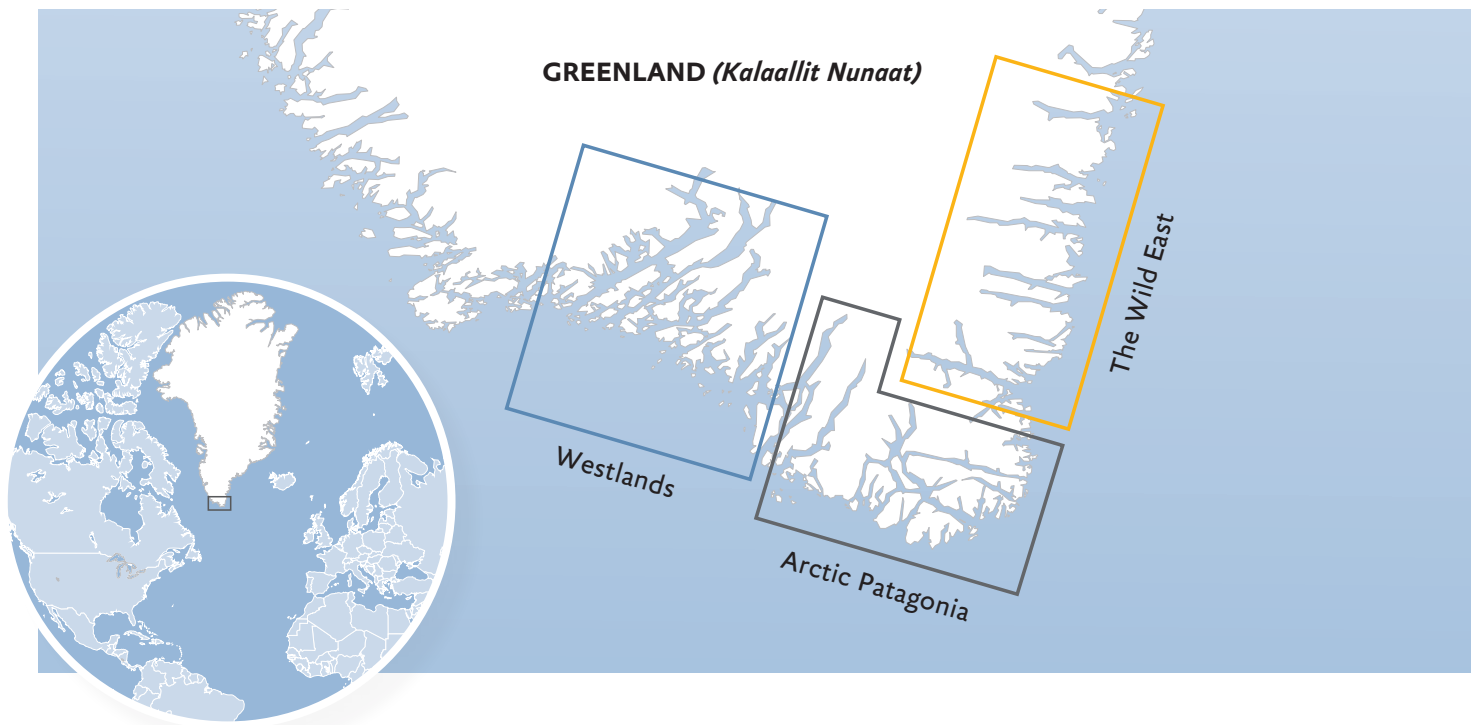 GREENLAND (Kalaallit Nunaat)
The Wild East
Westlands
Arctic Patagonia